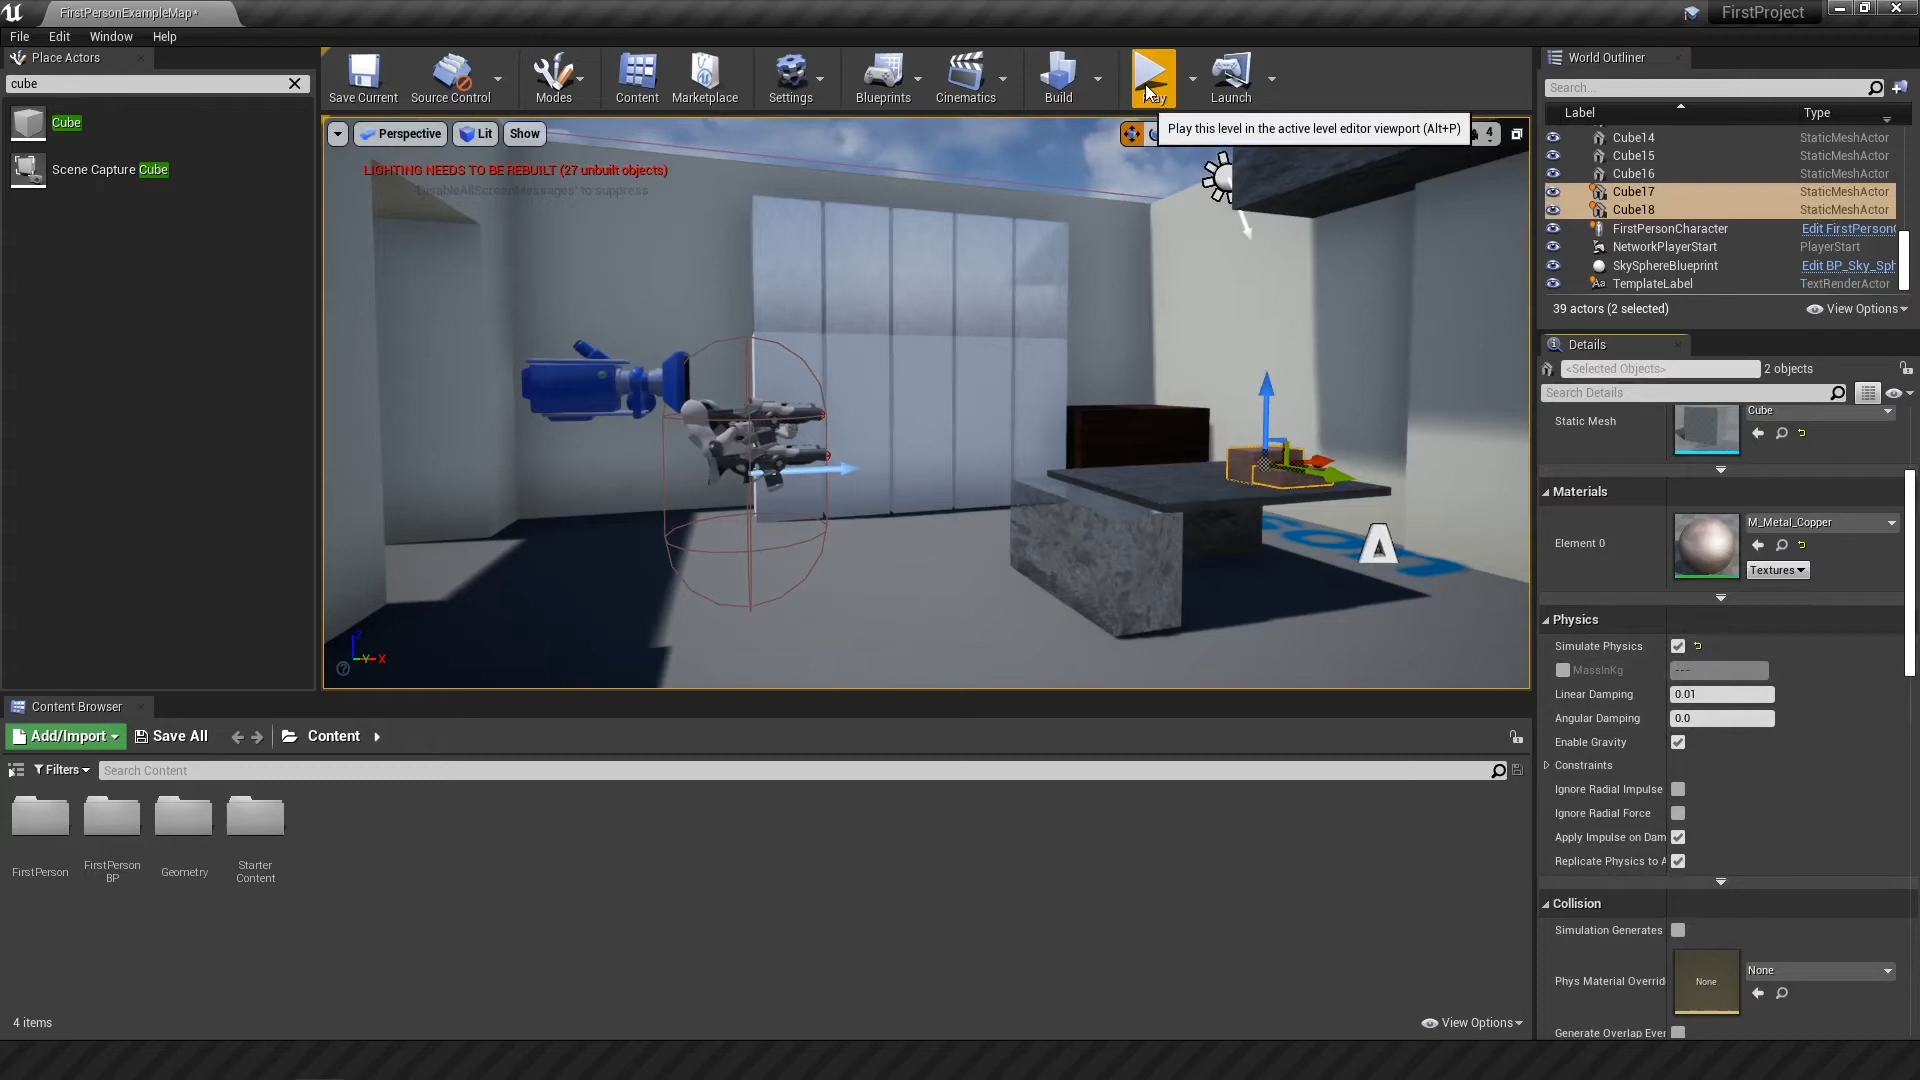 FirstPersonExampleMap*
FirstProject
File Edit Window Help
Place Actors
cube
Cube
Scene Capture Cube
Save Current
Source Control
Modes
Content
Marketplace
Settings
Blueprints
Cinematics
Build
Play
Launch
Play this level in the active level editor viewport (Alt+P)
Perspective
Lit
Show
4
LIGHTING NEEDS TO BE REBUILT (27 unbuilt objects)
'DisableAllScreenMessages' to suppress
Z
Y X
World Outliner
Search...
Label Type
Cube14 StaticMeshActor
Cube15 StaticMeshActor
Cube16 StaticMeshActor
Cube17 StaticMeshActor
Cube18 StaticMeshActor
FirstPersonCharacter Edit FirstPersonC
NetworkPlayerStart PlayerStart
SkySphereBlueprint Edit BP_Sky_Sph
TemplateLabel TextRenderActor
39 actors (2 selected)
View Options
Details
<Selected Objects> 2 objects
Search Details
Static Mesh
Cube
Materials
Element 0
M_Metal_Copper
Textures
Physics
Simulate Physics
MassInKg ---
Linear Damping 0.01
Angular Damping 0.0
Enable Gravity
Constraints
Ignore Radial Impulse
Ignore Radial Force
Apply Impulse on Dam
Replicate Physics to A
Collision
Simulation Generates
Phys Material Overrid
None
None
Generate Overlap Ever
Content Browser
Add/Import
Save All
Content
Filters
Search Content
FirstPerson
FirstPerson
BP
Geometry
Starter
Content
4 items
View Options